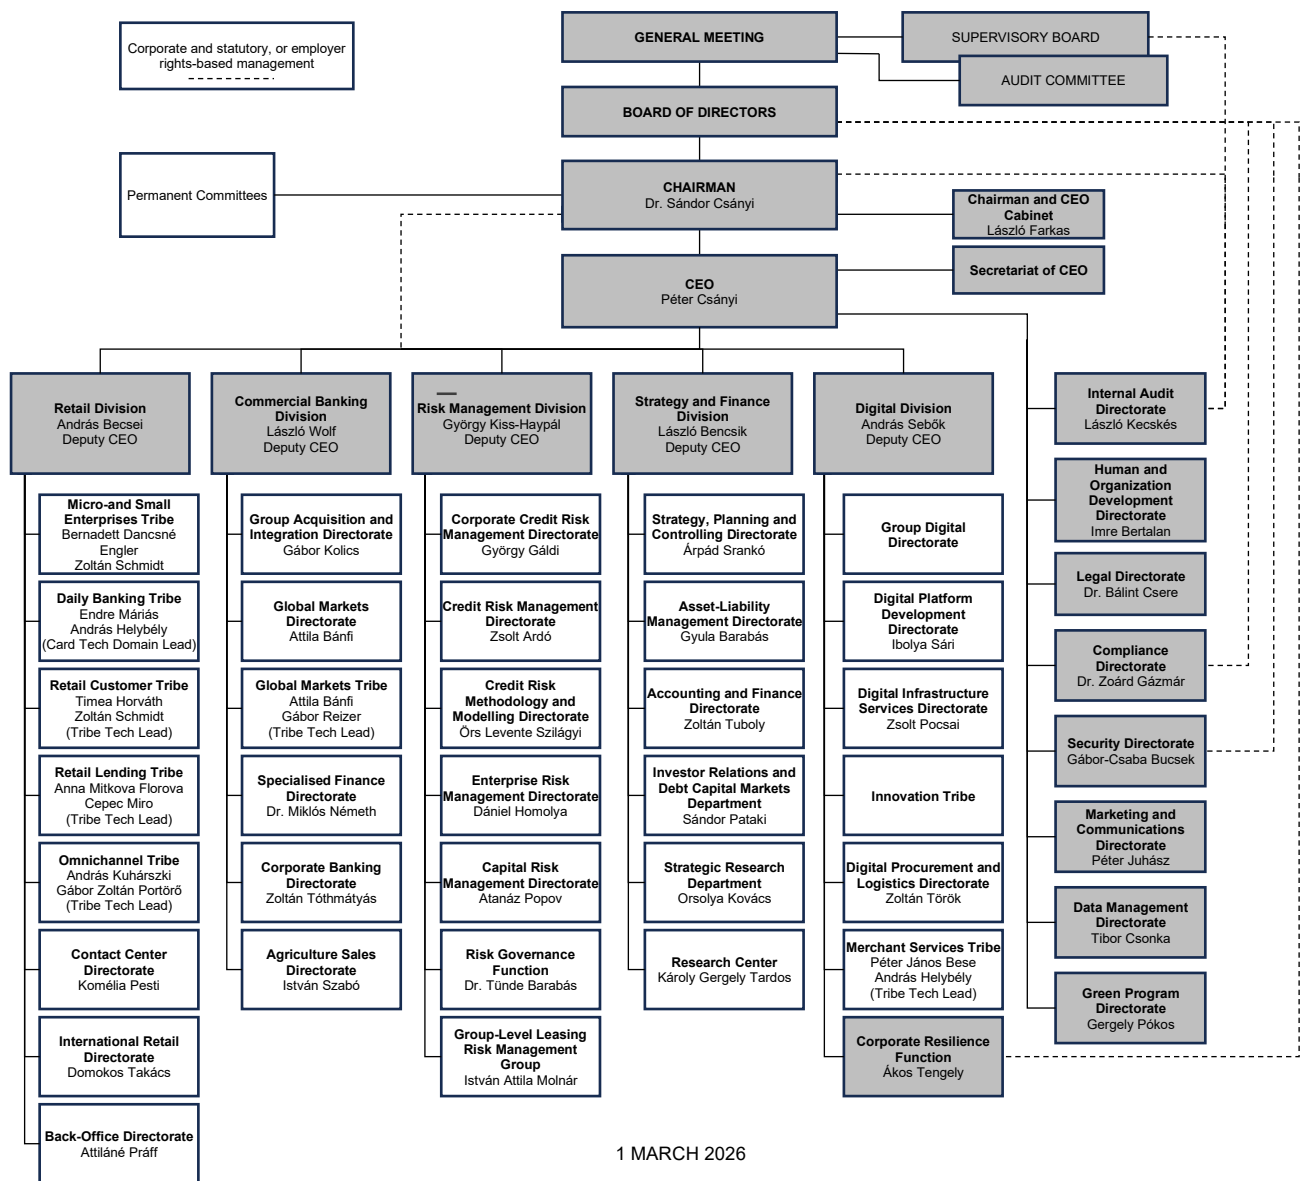 Corporate and statutory, or employer
rights-based management
GENERAL MEETING
SUPERVISORY BOARD
AUDIT COMMITTEE
BOARD OF DIRECTORS
Permanent Committees
CHAIRMAN
Dr. Sándor Csányi
Chairman and CEO
Cabinet
László Farkas
CEO
Péter Csányi
Secretariat of CEO
Retail Division
András Becsei
Deputy CEO
Commercial Banking
Division
László Wolf
Deputy CEO
Risk Management Division
György Kiss-Haypál
Deputy CEO
Strategy and Finance
Division
László Bencsik
Deputy CEO
Digital Division
András Sebők
Deputy CEO
Micro-and Small
Enterprises Tribe
Bernadett Dancsné
Engler
Zoltán Schmidt
Daily Banking Tribe
Endre Máriás
András Helybély
(Card Tech Domain Lead)
Retail Customer Tribe
Timea Horváth
Zoltán Schmidt
(Tribe Tech Lead)
Retail Lending Tribe
Anna Mitkova Florova
Cepec Miro
(Tribe Tech Lead)
Omnichannel Tribe
András Kuhárszki
Gábor Zoltán Portörő
(Tribe Tech Lead)
Contact Center
Directorate
Kornélia Pesti
International Retail
Directorate
Domokos Takács
Back-Office Directorate
Attiláné Práff
Group Acquisition and
Integration Directorate
Gábor Kolics
Global Markets
Directorate
Attila Bánfi
Global Markets Tribe
Attila Bánfi
Gábor Reizer
(Tribe Tech Lead)
Specialised Finance
Directorate
Dr. Miklós Németh
Corporate Banking
Directorate
Zoltán Tóthmátyás
Agriculture Sales
Directorate
István Szabó
Corporate Credit Risk
Management Directorate
György Gáldi
Credit Risk Management
Directorate
Zsolt Ardó
Credit Risk
Methodology and
Modelling Directorate
Örs Levente Szilágyi
Enterprise Risk
Management Directorate
Dániel Homolya
Capital Risk
Management Directorate
Atanáz Popov
Risk Governance
Function
Dr. Tünde Barabás
Group-Level Leasing
Risk Management
Group
István Attila Molnár
Strategy, Planning and
Controlling Directorate
Árpád Srankó
Asset-Liability
Management Directorate
Gyula Barabás
Accounting and Finance
Directorate
Zoltán Tuboly
Investor Relations and
Debt Capital Markets
Department
Sándor Pataki
Strategic Research
Department
Orsolya Kovács
Research Center
Károly Gergely Tardos
Group Digital
Directorate
Digital Platform
Development
Directorate
Ibolya Sári
Digital Infrastructure
Services Directorate
Zsolt Pocsai
Innovation Tribe
Digital Procurement and
Logistics Directorate
Zoltán Török
Merchant Services Tribe
Péter János Bese
András Helybély
(Tribe Tech Lead)
Corporate Resilience
Function
Ákos Tengely
Internal Audit
Directorate
László Kecskés
Human and
Organization
Development
Directorate
Imre Bertalan
Legal Directorate
Dr. Bálint Csere
Compliance
Directorate
Dr. Zoárd Gázmár
Security Directorate
Gábor-Csaba Bucsek
Marketing and
Communications
Directorate
Péter Juhász
Data Management
Directorate
Tibor Csonka
Green Program
Directorate
Gergely Pókos
1 MARCH 2026